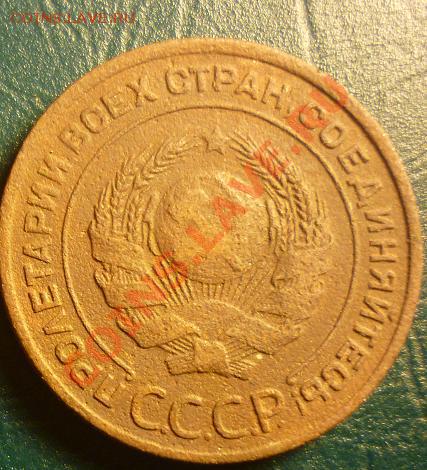 COINS.LAVE.RU
ПРОЛЕТАРИИ ВСЕХ СТРАН, СОЕДИНЯЙТЕСЬ!
С.С.С.Р.
COINS.LAVE.RU